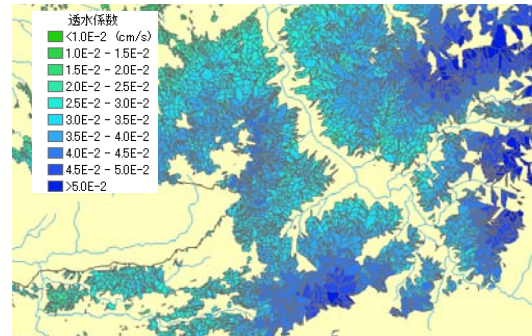 透水係数
<1.0E-2 (cm/s)
1.0E-2 - 1.5E-2
1.5E-2 - 2.0E-2
2.0E-2 - 2.5E-2
2.5E-2 - 3.0E-2
3.0E-2 - 3.5E-2
3.5E-2 - 4.0E-2
4.0E-2 - 4.5E-2
4.5E-2 - 5.0E-2
>5.0E-2